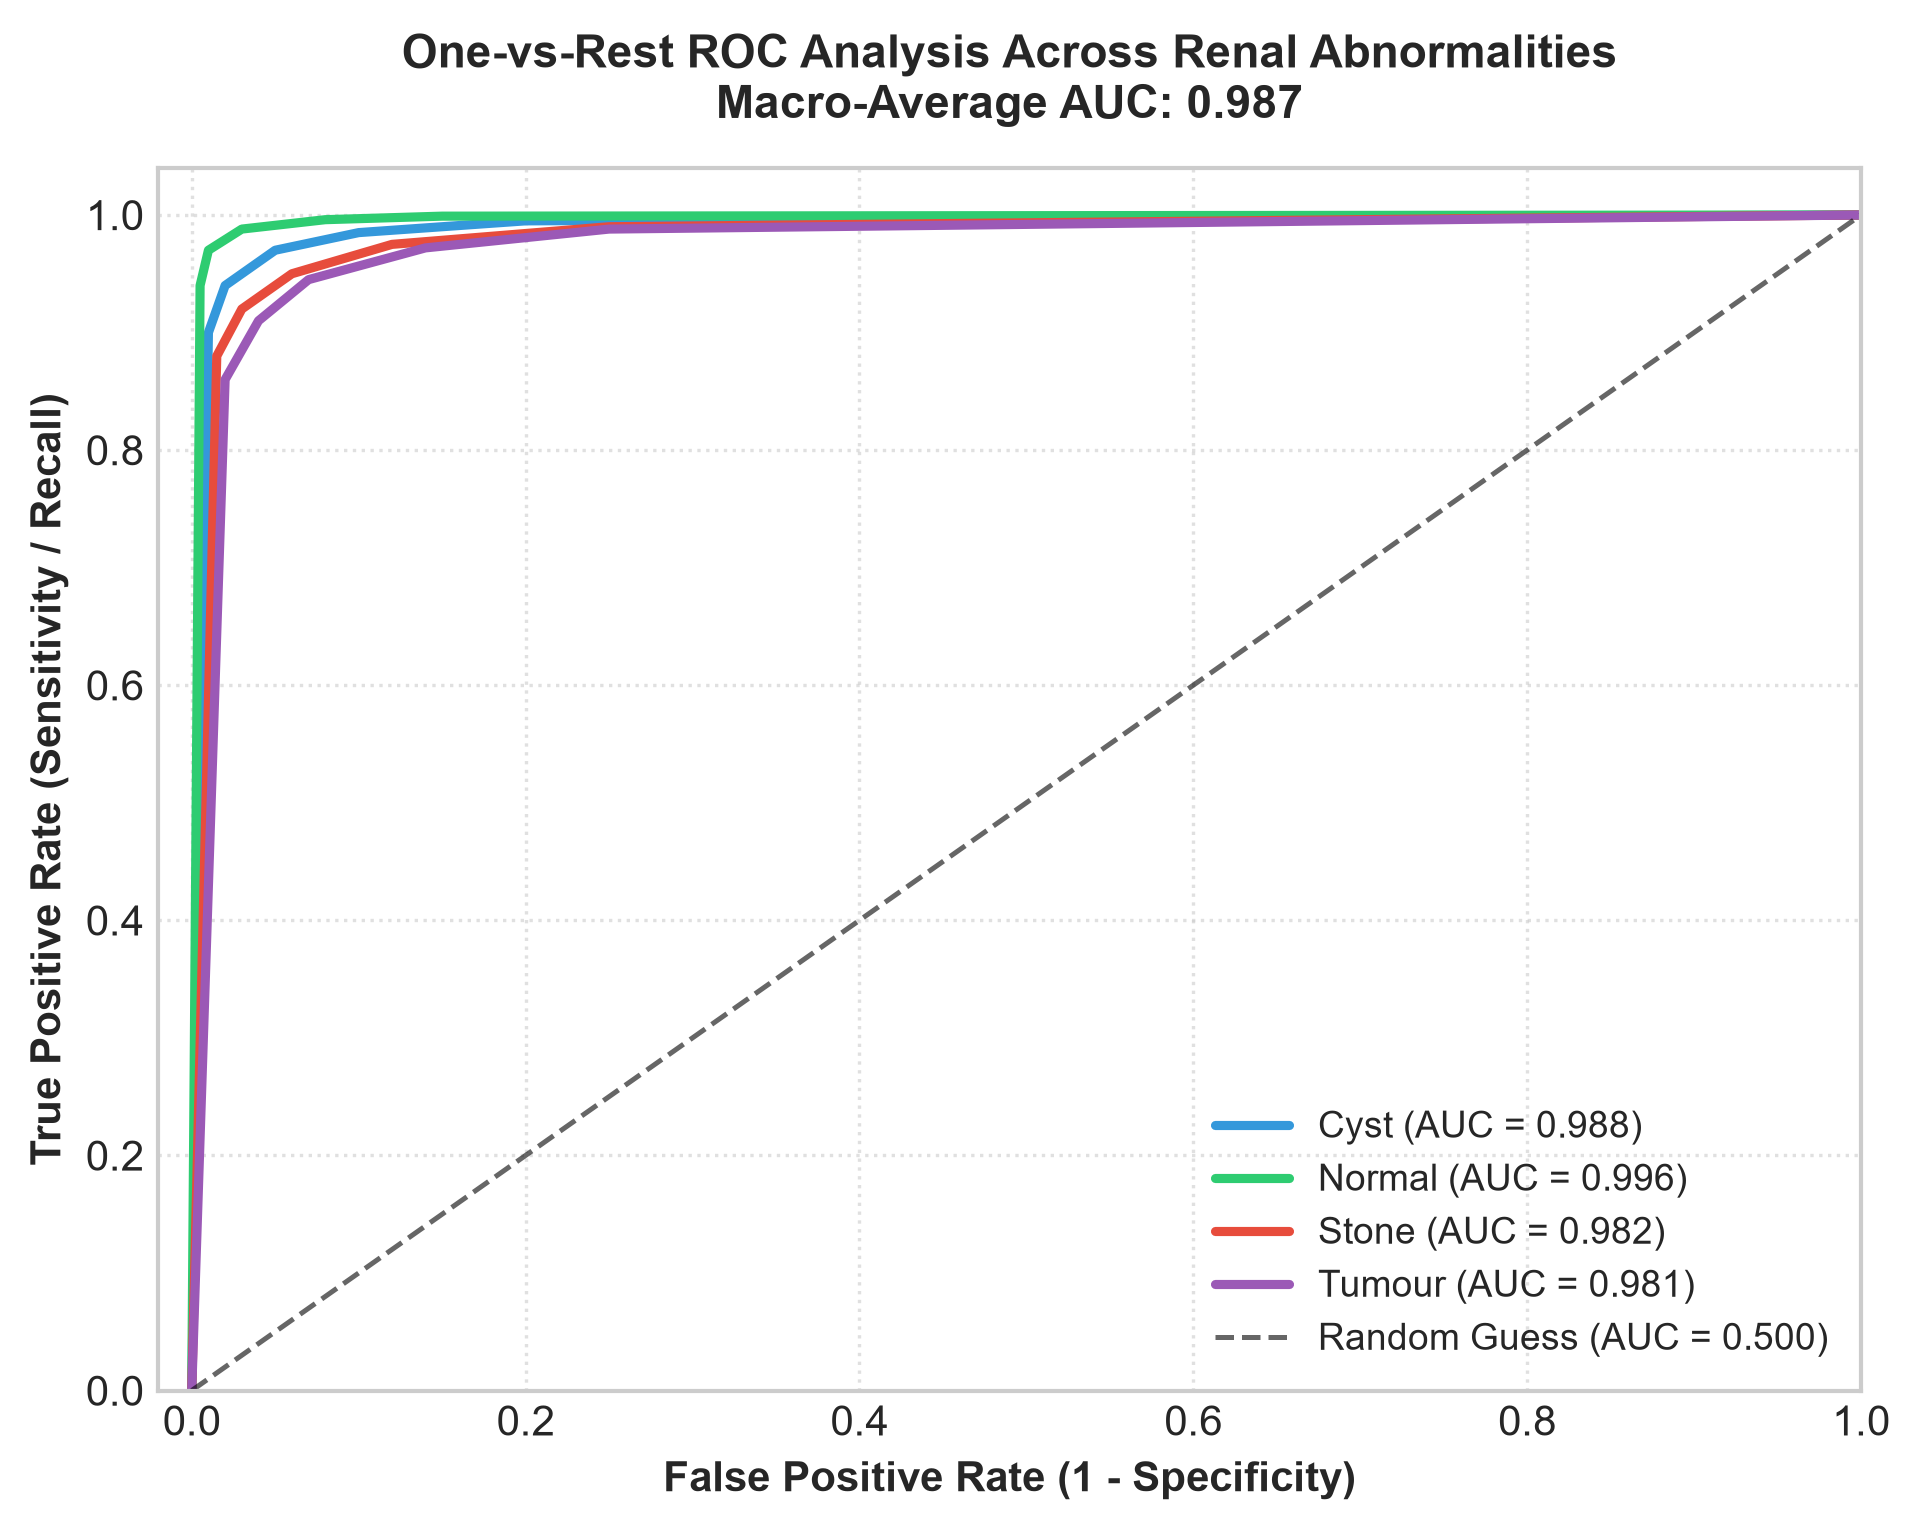 One-vs-Rest ROC Analysis Across Renal Abnormalities
Macro-Average AUC: 0.987
True Positive Rate (Sensitivity / Recall)
1.0
0.8
0.6
0.4
0.2
0.0
Cyst (AUC = 0.988)
Normal (AUC = 0.996)
Stone (AUC = 0.982)
Tumour (AUC = 0.981)
Random Guess (AUC = 0.500)
0.0 0.2 0.4 0.6 0.8 1.0
False Positive Rate (1 - Specificity)